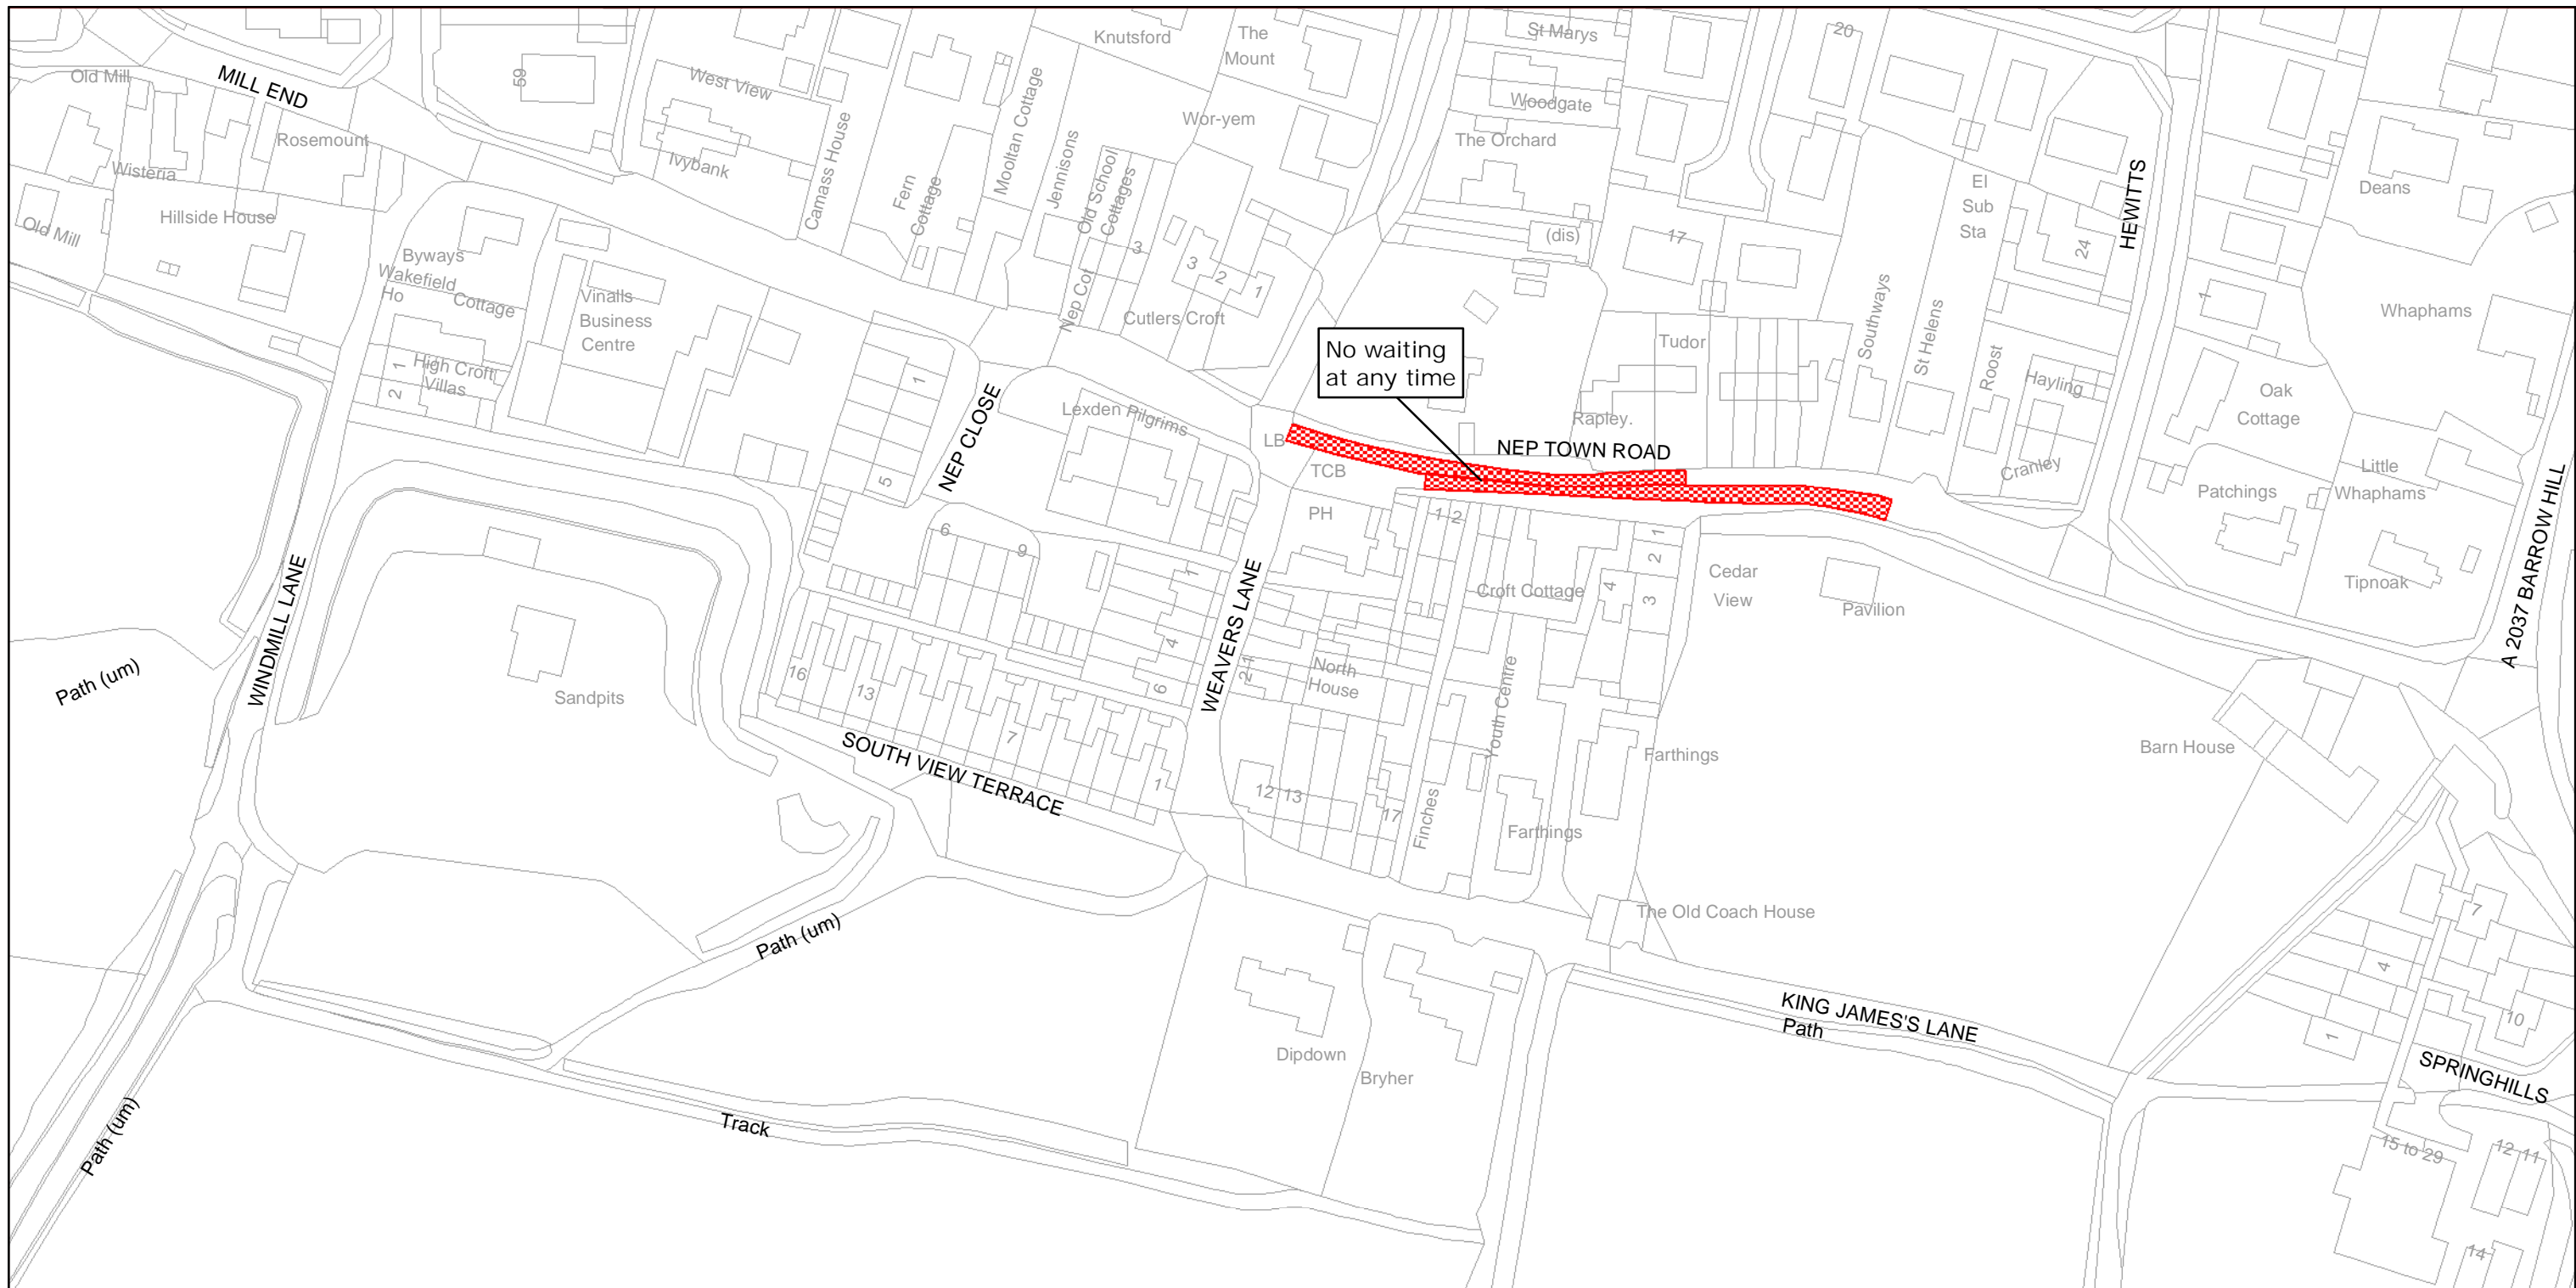 Knutsford
The
Mount
St Marys
20
Old Mill
MILL END
59
West View
Woodgate
Rosemount
Wor-yem
The Orchard
Wisteria
Ivybank
Camass House
Fern
Cottage
Mooltan Cottage
Jennisons
Old School
Cottages
3
Nep Cot
El
Sub
Sta
HEWITTS
24
Deans
Old Mill
Hillside House
Byways
Wakefield
Ho
Cottage
Vinalls
Business
Centre
3
2
1
Cutlers Croft
(dis)
17
Southways
St Helens
Roost
Hayling
1
Whaphams
No waiting
at any time
Tudor
1
2
High Croft
Villas
1
5
NEP CLOSE
Lexden
Pilgrims
LB
TCB
Rapley.
NEP TOWN ROAD
Cranley
Oak
Cottage
Patchings
Little
Whaphams
Tipnoak
A 2037 BARROW HILL
PH
1
2
6
9
1
4
6
WEAVERS LANE
2
1
North
House
Croft Cottage
1
2
3
4
Cedar
View
Pavilion
WINDMILL LANE
Path (um)
Sandpits
16
13
7
1
SOUTH VIEW TERRACE
12
13
17
Finches
Youth Centre
Farthings
Farthings
Barn House
The Old Coach House
Path (um)
Dipdown
Bryher
KING JAMES'S LANE
Path
7
4
10
1
SPRINGHILLS
Path (um)
Track
15 to 29
12
11
14